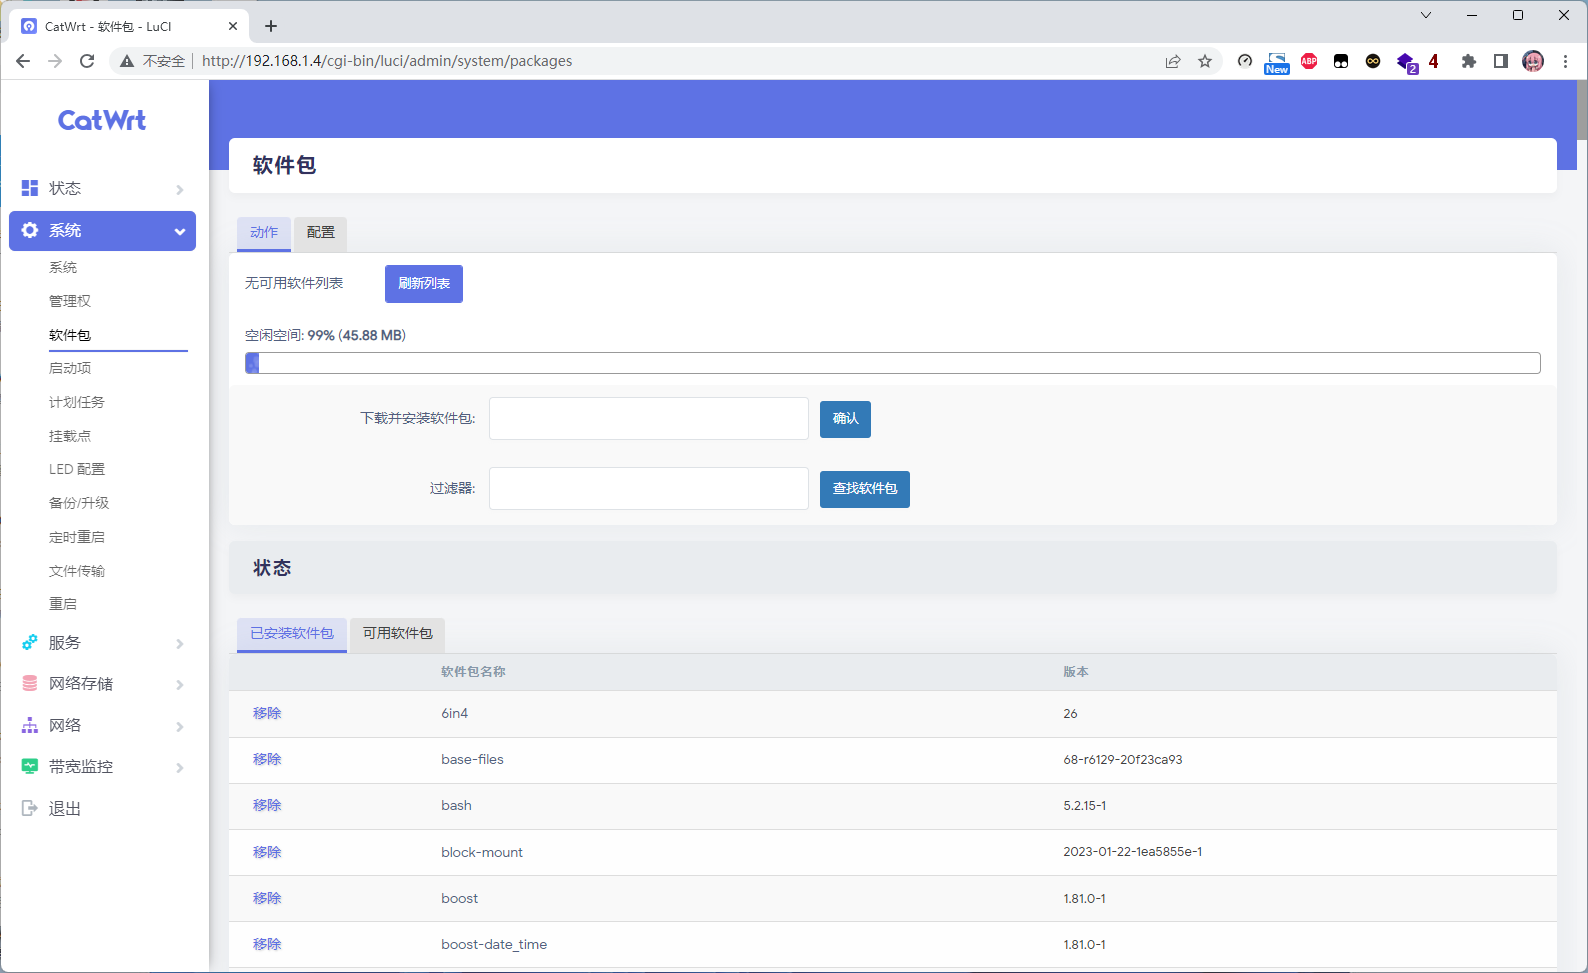 CatWrt - 软件包 - LuCI
不安全
http://192.168.1.4/cgi-bin/luci/admin/system/packages
New
ABP
2
4
CatWrt
状态
系统
系统
管理权
软件包
启动项
计划任务
挂载点
LED 配置
备份/升级
定时重启
文件传输
重启
服务
网络存储
网络
带宽监控
退出
软件包
动作
配置
无可用软件列表
刷新列表
空闲空间: 99% (45.88 MB)
下载并安装软件包:
确认
过滤器:
查找软件包
状态
已安装软件包
可用软件包
软件包名称 版本
移除 6in4 26
移除 base-files 68-r6129-20f23ca93
移除 bash 5.2.15-1
移除 block-mount 2023-01-22-1ea5855e-1
移除 boost 1.81.0-1
移除 boost-date_time 1.81.0-1